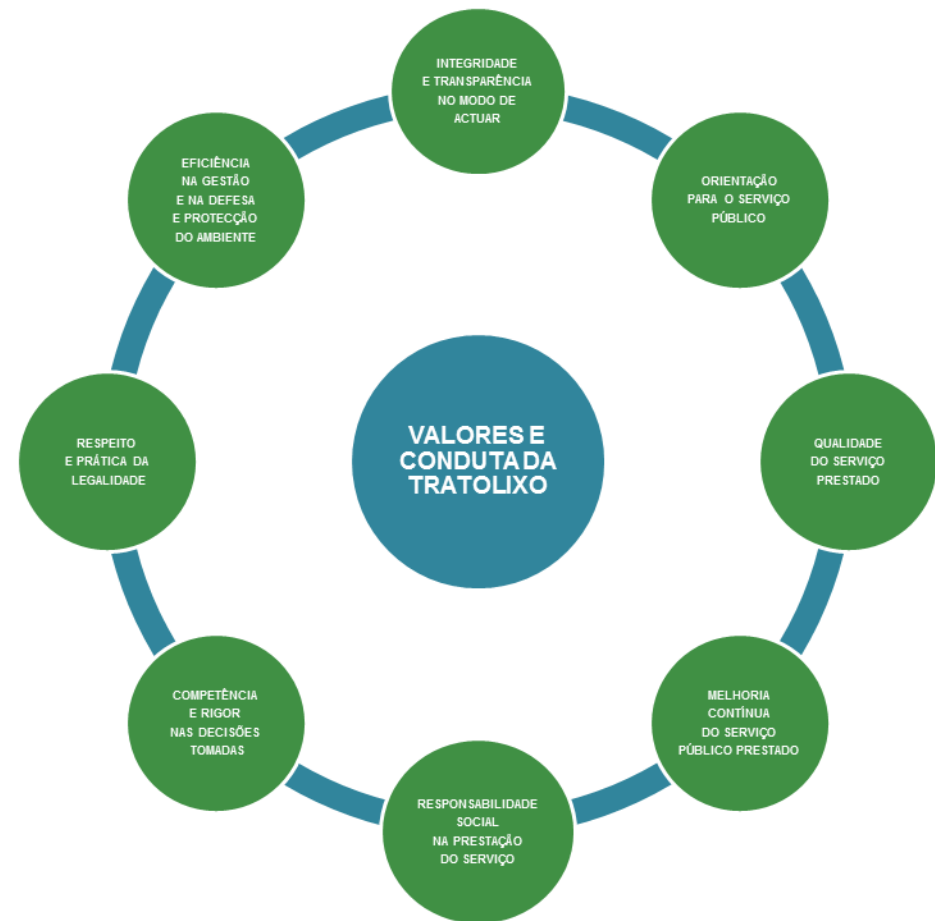 INTEGRIDADE
E TRANSPARÊNCIA
NO MODO DE
ACTUAR
ORIENTAÇÃO
PARA O SERVIÇO
PÚBLICO
QUALIDADE
DO SERVIÇO
PRESTADO
MELHORIA
CONTÍNUA
DO SERVIÇO
PÚBLICO PRESTADO
RESPONSABILIDADE
SOCIAL
NA PRESTAÇÃO
DO SERVIÇO
COMPETÊNCIA
E RIGOR
NAS DECISÕES
TOMADAS
RESPEITO
E PRÁTICA DA
LEGALIDADE
EFICIÊNCIA
NA GESTÃO
E NA DEFESA
E PROTECÇÃO
DO AMBIENTE
VALORES E
CONDUTA DA
TRATOLIXO